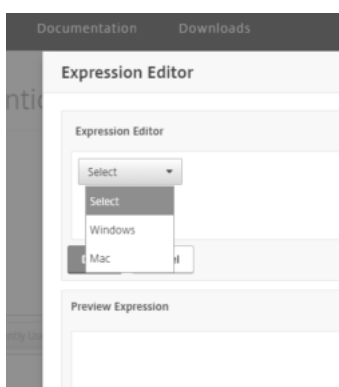 Documentation Downloads
Expression Editor
Expression Editor
Select
Select
Windows
Mac
Preview Expression